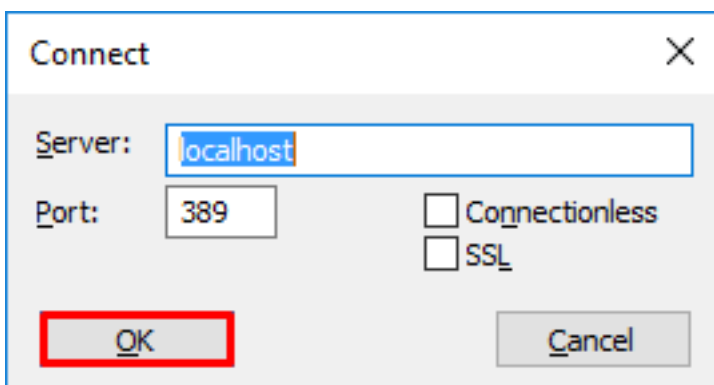 Connect
Server: localhost
Port: 389 Connectionless
SSL
OK Cancel